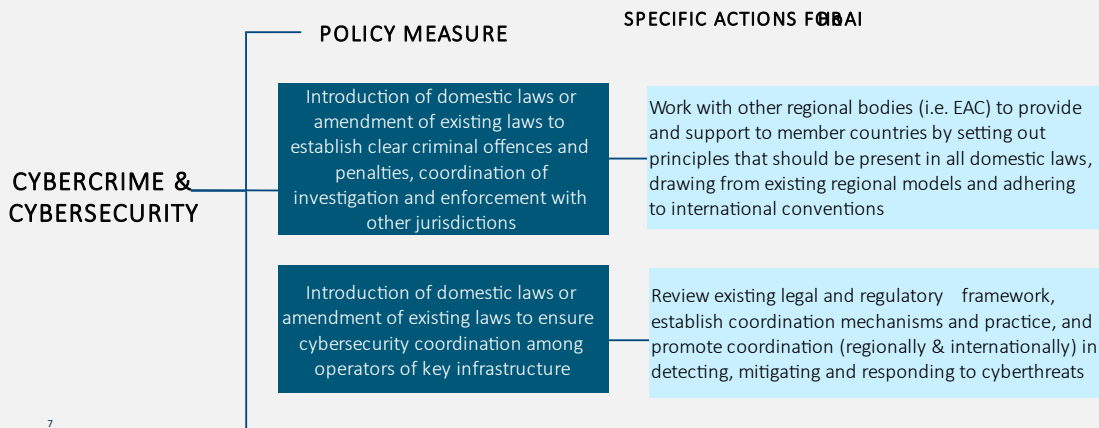 SPECIFIC ACTIONS FOR
POLICY MEASURE
CYBERCRIME &
CYBERSECURITY
Introduction of domestic laws or
amendment of existing laws to
establish clear criminal offences and
penalties, coordination of
investigation and enforcement with
other jurisdictions
Work with other regional bodies (i.e. EAC) to provide
and support to member countries by setting out
principles that should be present in all domestic laws,
drawing from existing regional models and adhering
to international conventions
Introduction of domestic laws or
amendment of existing laws to ensure
cybersecurity coordination among
operators of key infrastructure
Review existing legal and regulatory framework,
establish coordination mechanisms and practice, and
promote coordination (regionally & internationally) in
detecting, mitigating and responding to cyberthreats
7